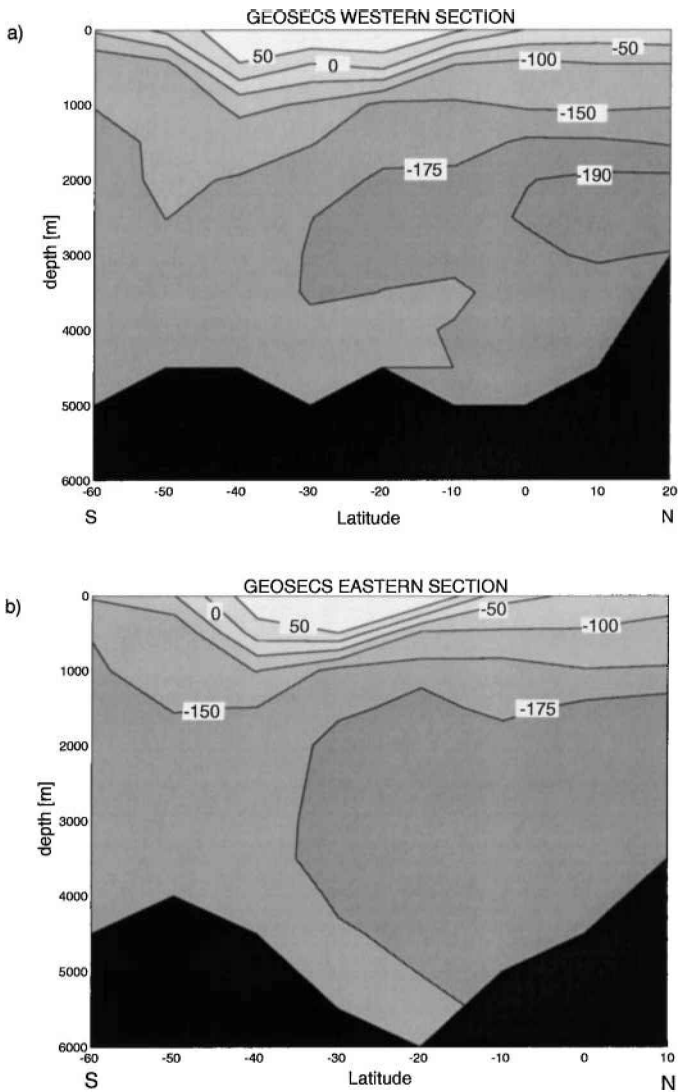 GEOSECS WESTERN SECTION
a)
0
1000
2000
3000
4000
5000
6000
depth [m]
50
0
-50
-100
-150
-175
-190
-60 -50 -40 -30 -20 -10 0 10 20
S Latitude N
GEOSECS EASTERN SECTION
b)
0
1000
2000
3000
4000
5000
6000
depth [m]
0
50
-50
-100
-150
-175
-60 -50 -40 -30 -20 -10 0 10
S Latitude N